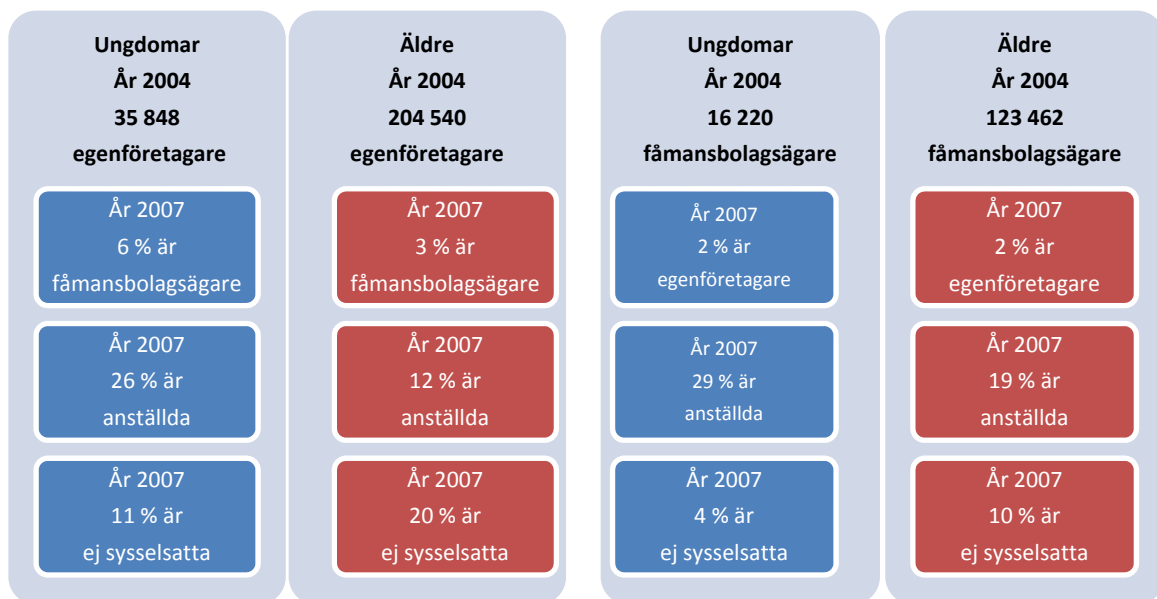 Ungdomar
År 2004
35 848
egenföretagare
År 2007
6 % är
fåmansbolagsägare
År 2007
26 % är
anställda
År 2007
11 % är
ej sysselsatta
Äldre
År 2004
204 540
egenföretagare
År 2007
3 % är
fåmansbolagsägare
År 2007
12 % är
anställda
År 2007
20 % är
ej sysselsatta
Ungdomar
År 2004
16 220
fåmansbolagsägare
År 2007
2 % är
egenföretagare
År 2007
29 % är
anställda
År 2007
4 % är
ej sysselsatta
Äldre
År 2004
123 462
fåmansbolagsägare
År 2007
2 % är
egenföretagare
År 2007
19 % är
anställda
År 2007
10 % är
ej sysselsatta